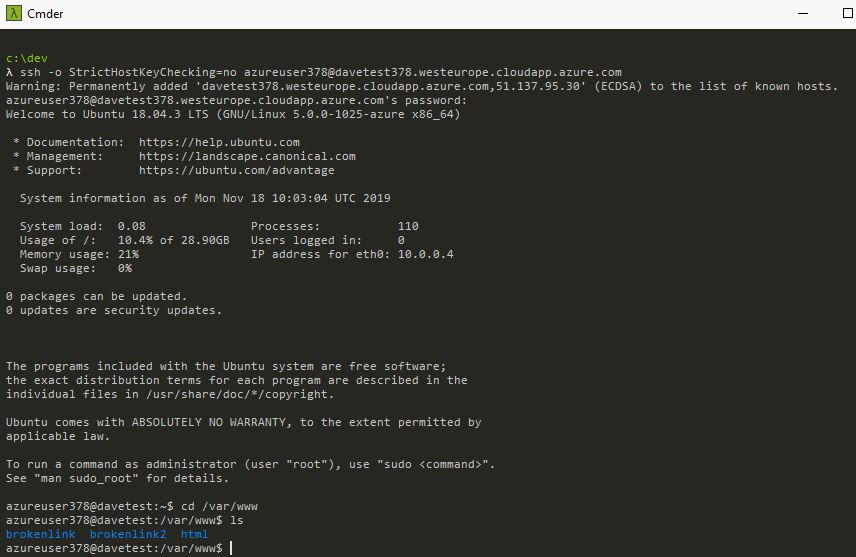 λ Cmder
c:\dev
λ ssh -o StrictHostKeyChecking=no azureuser378@davetest378.westeurope.cloudapp.azure.com
Warning: Permanently added 'davetest378.westeurope.cloudapp.azure.com,51.137.95.30' (ECDSA) to the list of known hosts.
azureuser378@davetest378.westeurope.cloudapp.azure.com's password:
Welcome to Ubuntu 18.04.3 LTS (GNU/Linux 5.0.0-1025-azure x86_64)
* Documentation:  https://help.ubuntu.com
* Management:     https://landscape.canonical.com
* Support:        https://ubuntu.com/advantage
System information as of Mon Nov 18 10:03:04 UTC 2019
System load:  0.08               Processes:           110
Usage of /:   10.4% of 28.90GB   Users logged in:     0
Memory usage: 21%                IP address for eth0: 10.0.0.4
Swap usage:   0%
0 packages can be updated.
0 updates are security updates.
The programs included with the Ubuntu system are free software;
the exact distribution terms for each program are described in the
individual files in /usr/share/doc/*/copyright.
Ubuntu comes with ABSOLUTELY NO WARRANTY, to the extent permitted by
applicable law.
To run a command as administrator (user "root"), use "sudo <command>".
See "man sudo_root" for details.
azureuser378@davetest:~$ cd /var/www
azureuser378@davetest:/var/www$ ls
brokenlink  brokenlink2  html
azureuser378@davetest:/var/www$